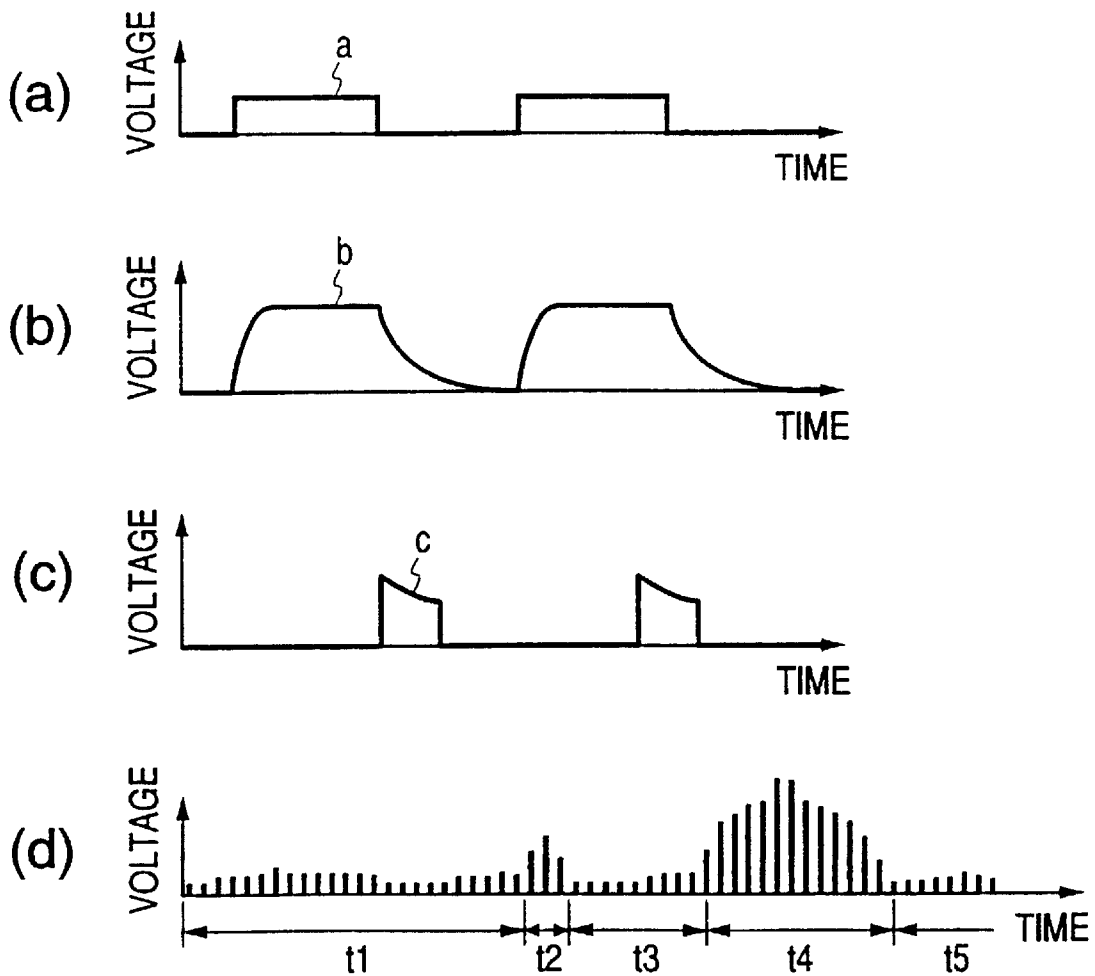 (a)
VOLTAGE
a
TIME
(b)
VOLTAGE
b
TIME
(c)
VOLTAGE
c
TIME
(d)
VOLTAGE
TIME
t1
t2
t3
t4
t5